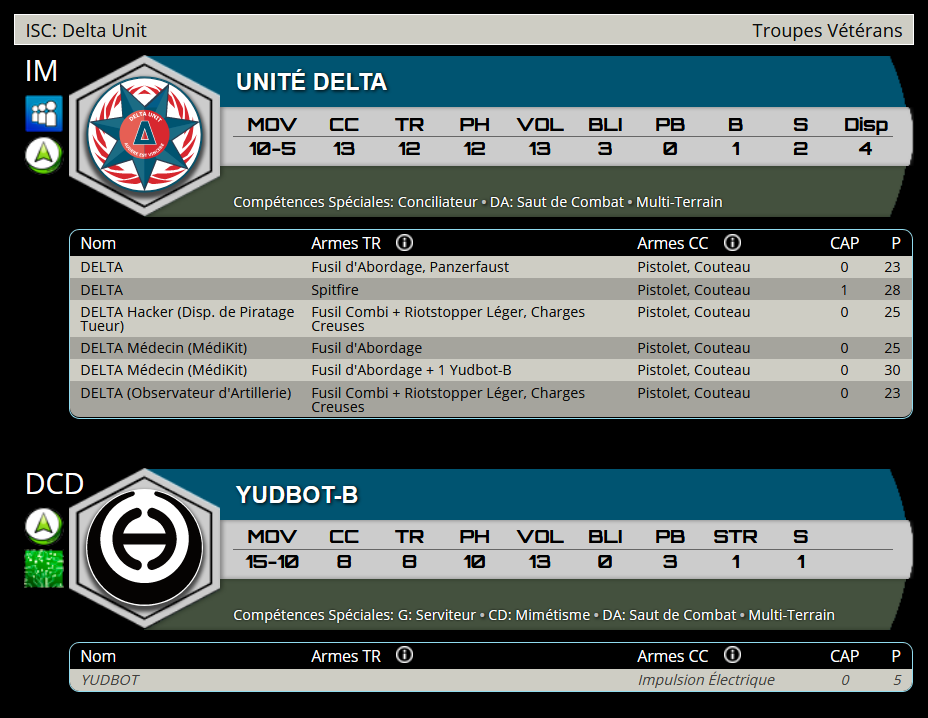 ISC: Delta Unit Troupes Vétérans
IM
DELTA UNIT
UNITÉ DELTA
MOV CC TR PH VOL BLI PB B S Disp
10-5 13 12 12 13 3 0 1 2 4
Compétences Spéciales: Conciliateur • DA: Saut de Combat • Multi-Terrain
Nom Armes TR Armes CC CAP P
DELTA Fusil d'Abordage, Panzerfaust Pistolet, Couteau 0 23
DELTA Spitfire Pistolet, Couteau 1 28
DELTA Hacker (Disp. de Piratage Fusil Combi + Riotstopper Léger, Charges Pistolet, Couteau 0 25
Tueur) Creuses
DELTA Médecin (MédiKit) Fusil d'Abordage Pistolet, Couteau 0 25
DELTA Médecin (MédiKit) Fusil d'Abordage + 1 Yudbot-B Pistolet, Couteau 0 30
DELTA (Observateur d'Artillerie) Fusil Combi + Riotstopper Léger, Charges Pistolet, Couteau 0 23
Creuses
DCD
YUDBOT-B
MOV CC TR PH VOL BLI PB STR S
15-10 8 8 10 13 0 3 1 1
Compétences Spéciales: G: Serviteur • CD: Mimétisme • DA: Saut de Combat • Multi-Terrain
Nom Armes TR Armes CC CAP P
YUDBOT Impulsion Électrique 0 5